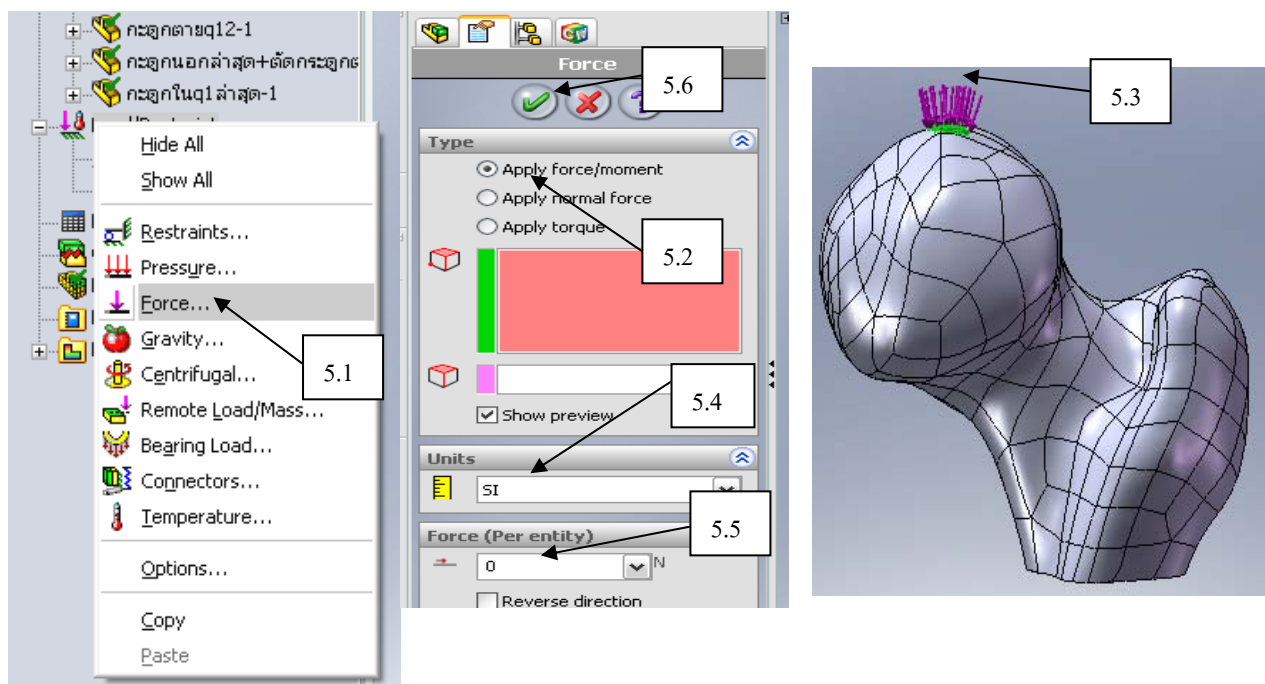 กะดูกตายq12-1
กะดูกนอกล่าสุด+ตัดกระดูกต
กะดูกในq1ล่าสุด-1
Hide All
Show All
Restraints...
Pressure...
Force...
Gravity...
Centrifugal...
Remote Load/Mass...
Bearing Load...
Connectors...
Temperature...
Options...
Copy
Paste
5.1
Force
5.6
Type
Apply force/moment
Apply normal force
Apply torque
5.2
5.4
Show preview
Units
SI
Force (Per entity)
5.5
0 N
Reverse direction
5.3